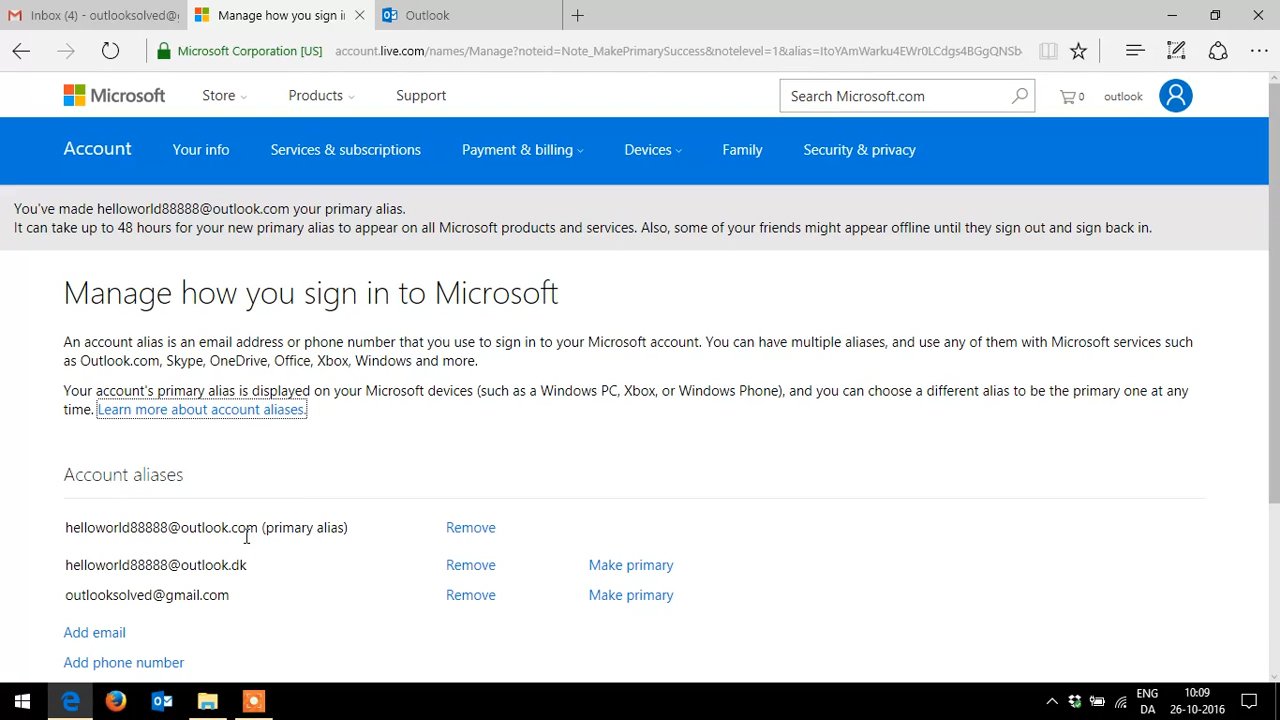 Inbox (4) - outlooksolved@g
Manage how you sign in
Outlook
Microsoft Corporation [US]
account.live.com/names/Manage?noteid=Note_MakePrimarySuccess&notelevel=1&alias=ItoYAmWarku4EWr0LCdgs4BGgQNSb
Microsoft
Store
Products
Support
Search Microsoft.com
0
outlook
Account
Your info
Services & subscriptions
Payment & billing
Devices
Family
Security & privacy
You've made helloworld88888@outlook.com your primary alias.
It can take up to 48 hours for your new primary alias to appear on all Microsoft products and services. Also, some of your friends might appear offline until they sign out and sign back in.
Manage how you sign in to Microsoft
An account alias is an email address or phone number that you use to sign in to your Microsoft account. You can have multiple aliases, and use any of them with Microsoft services such
as Outlook.com, Skype, OneDrive, Office, Xbox, Windows and more.
Your account's primary alias is displayed on your Microsoft devices (such as a Windows PC, Xbox, or Windows Phone), and you can choose a different alias to be the primary one at any
time. Learn more about account aliases.
Account aliases
helloworld88888@outlook.com (primary alias) Remove
helloworld88888@outlook.dk Remove Make primary
outlooksolved@gmail.com Remove Make primary
Add email
Add phone number
ENG 10:09
DA 26-10-2016